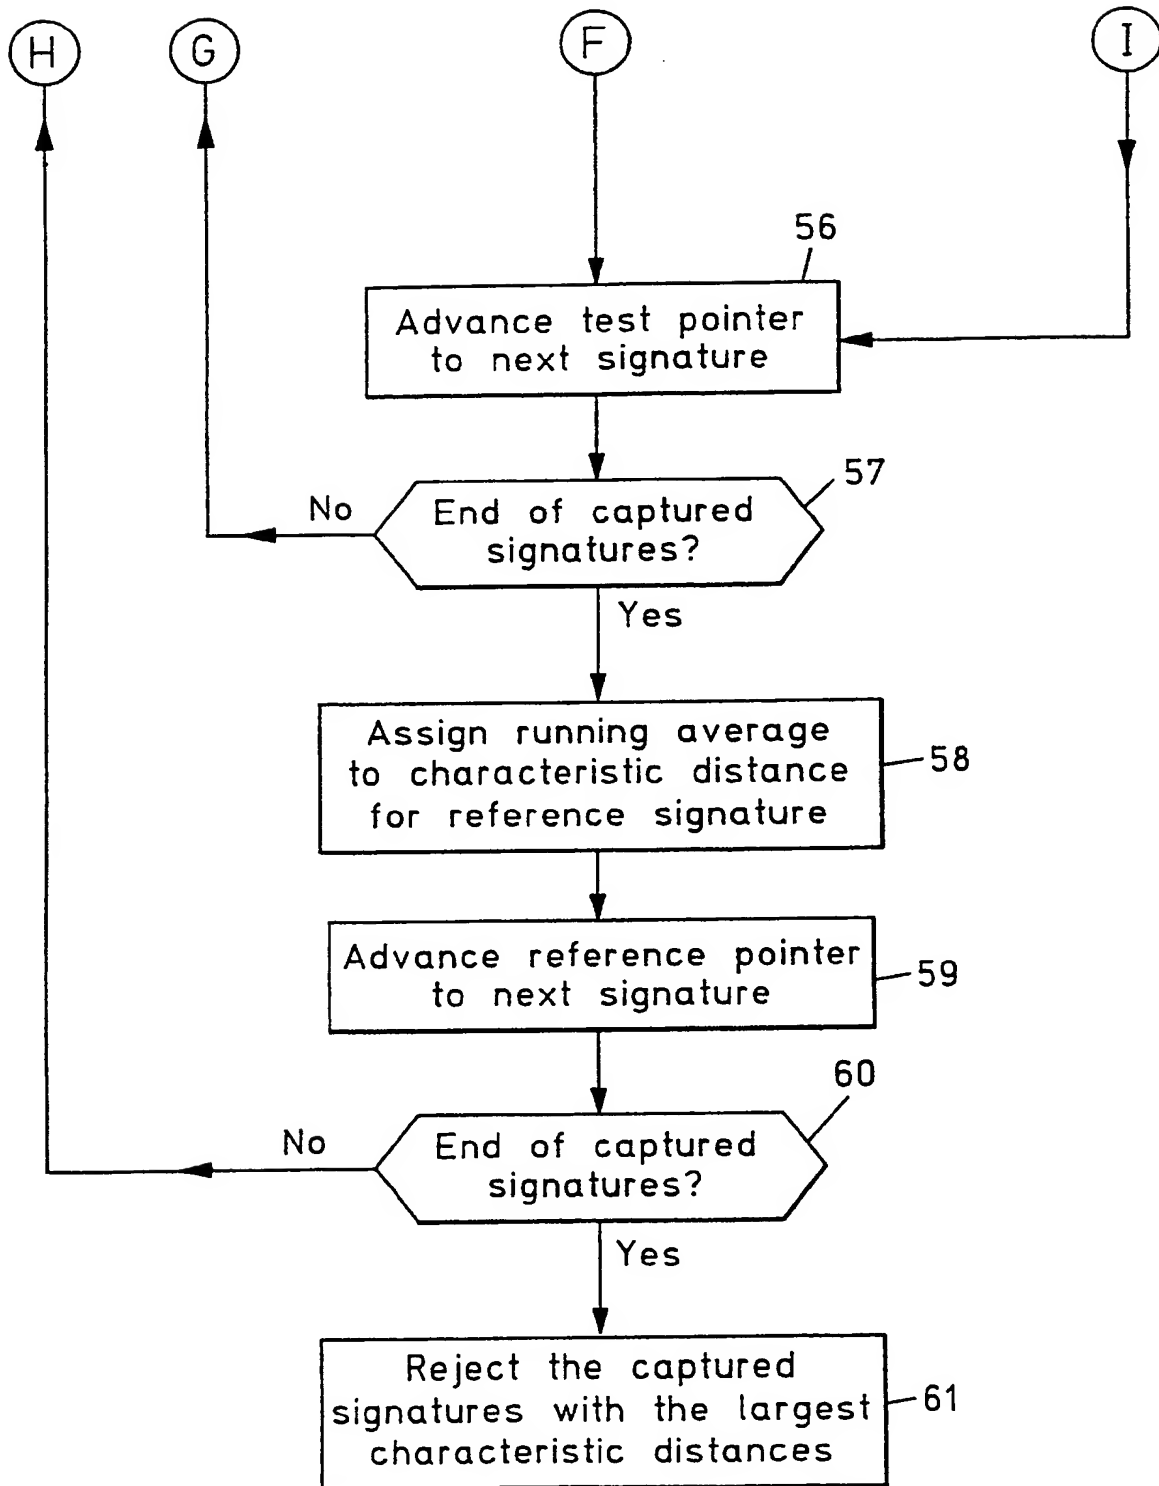 H
G
F
I
56
Advance test pointer
to next signature
57
No
End of captured
signatures?
Yes
Assign running average
to characteristic distance
for reference signature
58
Advance reference pointer
to next signature
59
60
No
End of captured
signatures?
Yes
Reject the captured
signatures with the largest
characteristic distances
61